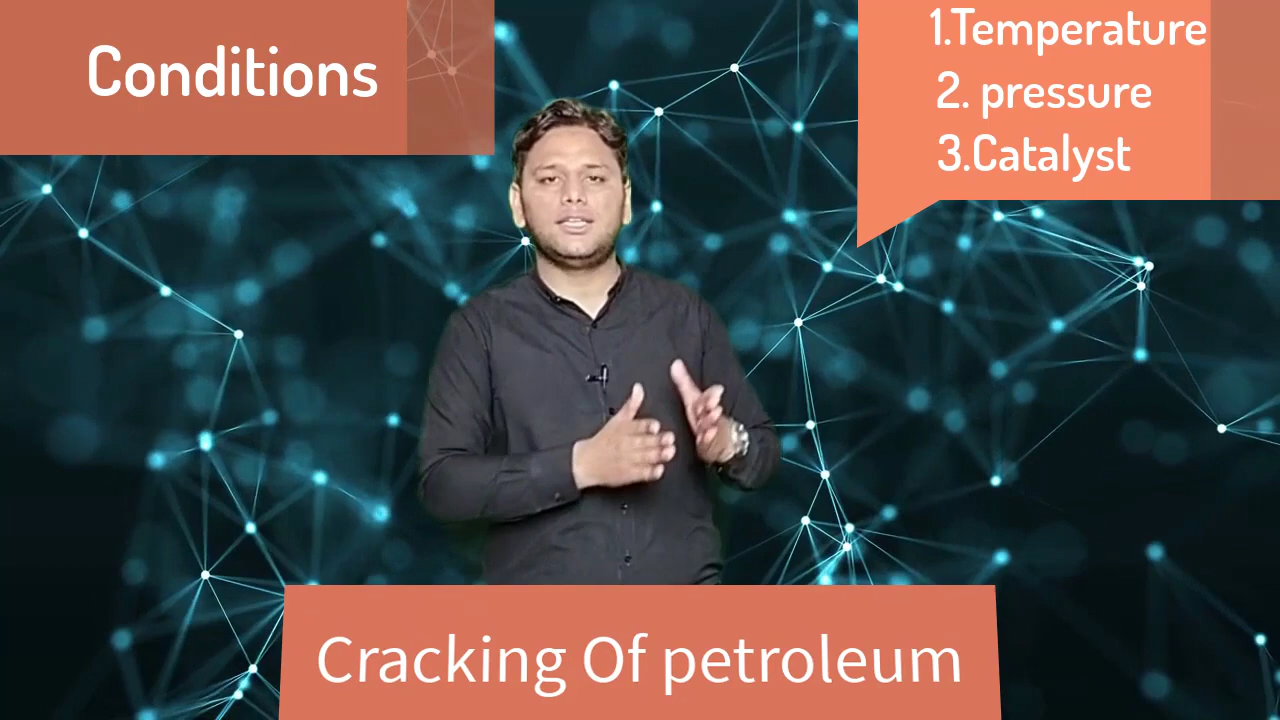 Conditions
1.Temperature
2. pressure
3.Catalyst
Cracking Of petroleum